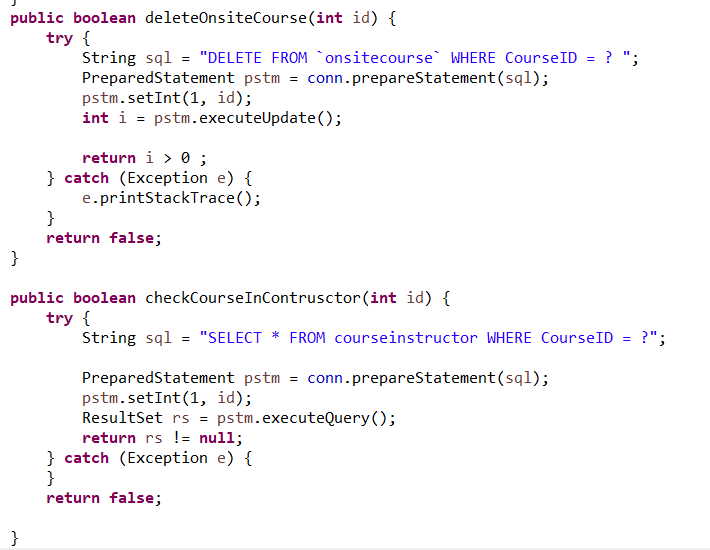 }
public boolean deleteOnsiteCourse(int id) {
    try {
        String sql = "DELETE FROM `onsitecourse` WHERE CourseID = ? ";
        PreparedStatement pstm = conn.prepareStatement(sql);
        pstm.setInt(1, id);
        int i = pstm.executeUpdate();

        return i > 0 ;
    } catch (Exception e) {
        e.printStackTrace();
    }
    return false;
}

public boolean checkCourseInContrusctor(int id) {
    try {
        String sql = "SELECT * FROM courseinstructor WHERE CourseID = ?";

        PreparedStatement pstm = conn.prepareStatement(sql);
        pstm.setInt(1, id);
        ResultSet rs = pstm.executeQuery();
        return rs != null;
    } catch (Exception e) {
    }
    return false;

}